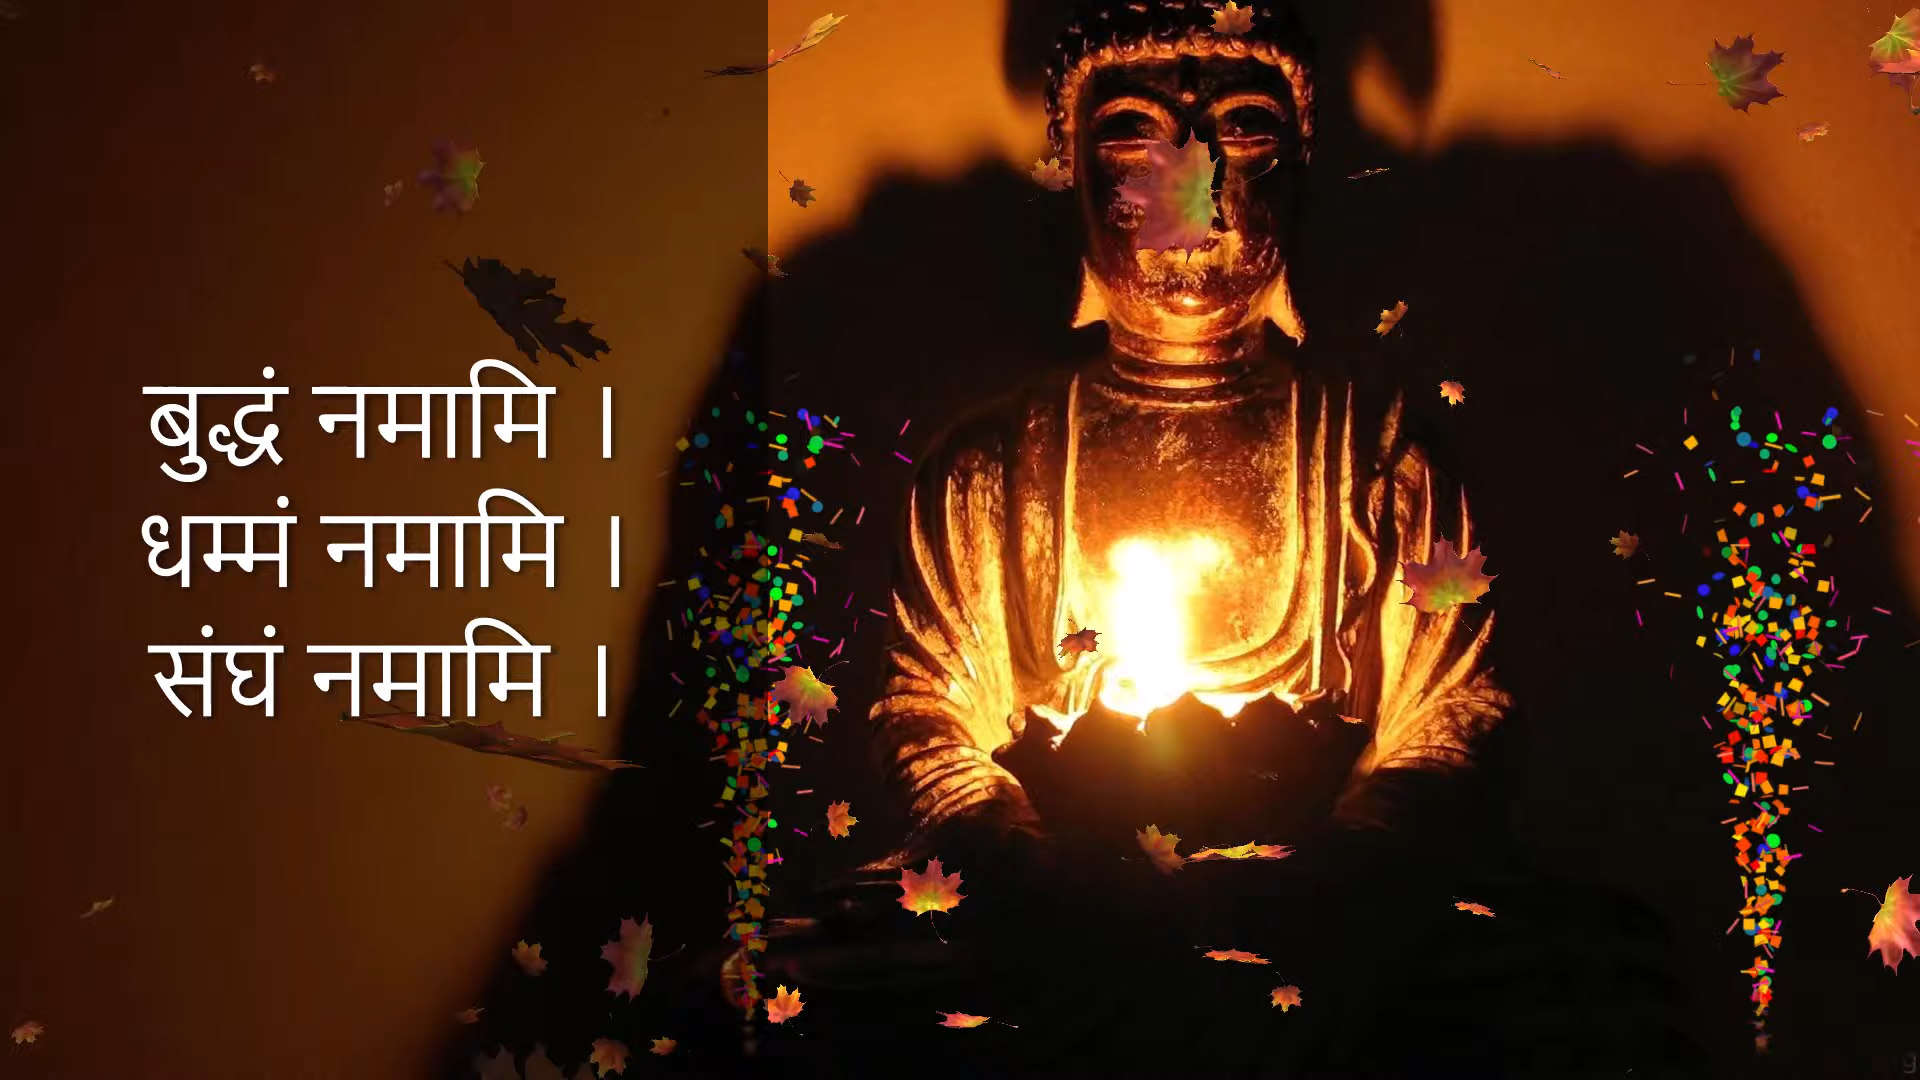 बुद्धं नमामि ।
धम्मं नमामि ।
संघं नमामि ।